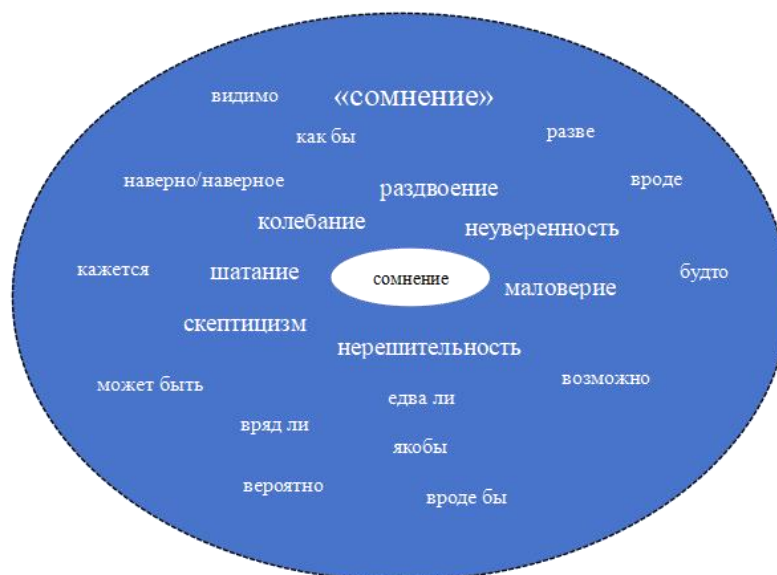 видимо
«сомнение»
как бы
разве
наверно/наверное
раздвоение
вроде
колебание
неуверенность
кажется
шатание
сомнение
маловерие
будто
скептицизм
нерешительность
может быть
едва ли
возможно
вряд ли
якобы
вероятно
вроде бы